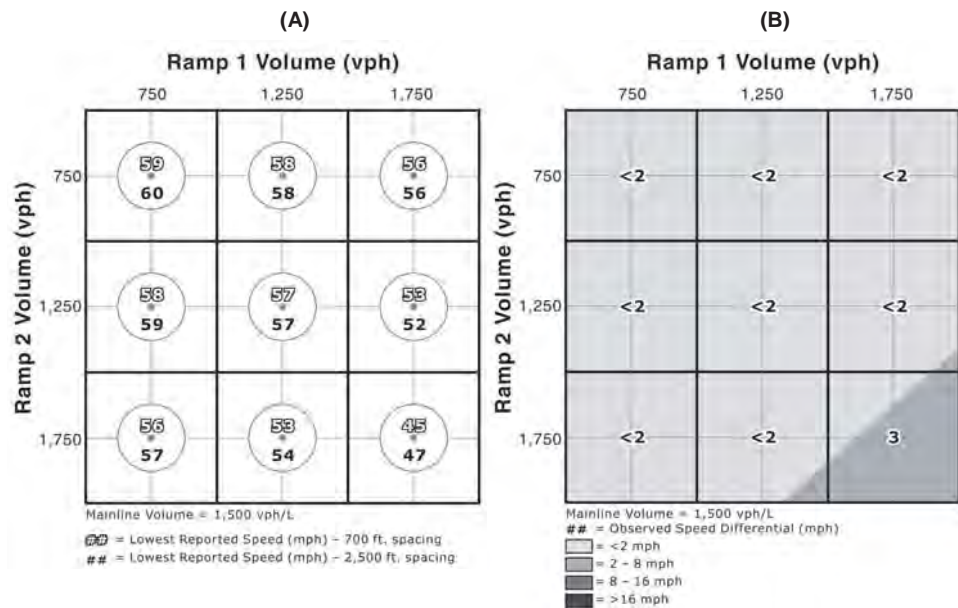 (A)
Ramp 1 Volume (vph)
750 1,250 1,750
Ramp 2 Volume (vph)
750
59 58 56
60 58 56
1,250
58 57 53
59 57 52
1,750
56 53 45
57 54 47
Mainline Volume = 1,500 vph/L
## = Lowest Reported Speed (mph) – 700 ft. spacing
## = Lowest Reported Speed (mph) – 2,500 ft. spacing
(B)
Ramp 1 Volume (vph)
750 1,250 1,750
Ramp 2 Volume (vph)
750 <2 <2 <2
1,250 <2 <2 <2
1,750 <2 <2 3
Mainline Volume = 1,500 vph/L
## = Observed Speed Differential (mph)
= <2 mph
= 2 – 8 mph
= 8 – 16 mph
= >16 mph